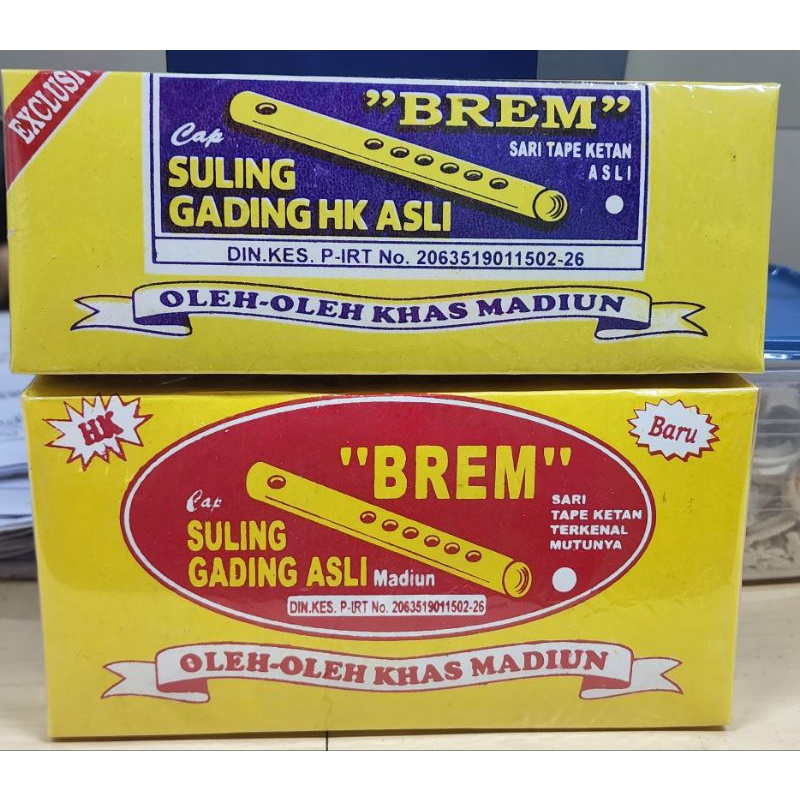 EXCLUSI
"BREM"
Cap
SULING
GADING HK ASLI
SARI TAPE KETAN
ASLI
DIN.KES. P-IRT No. 2063519011502-26
OLEH-OLEH KHAS MADIUN
HK
Baru
"BREM"
Cap
SULING
GADING ASLI Madiun
SARI
TAPE KETAN
TERKENAL
MUTUNYA
DIN.KES. P-IRT No. 2063519011502-26
OLEH-OLEH KHAS MADIUN